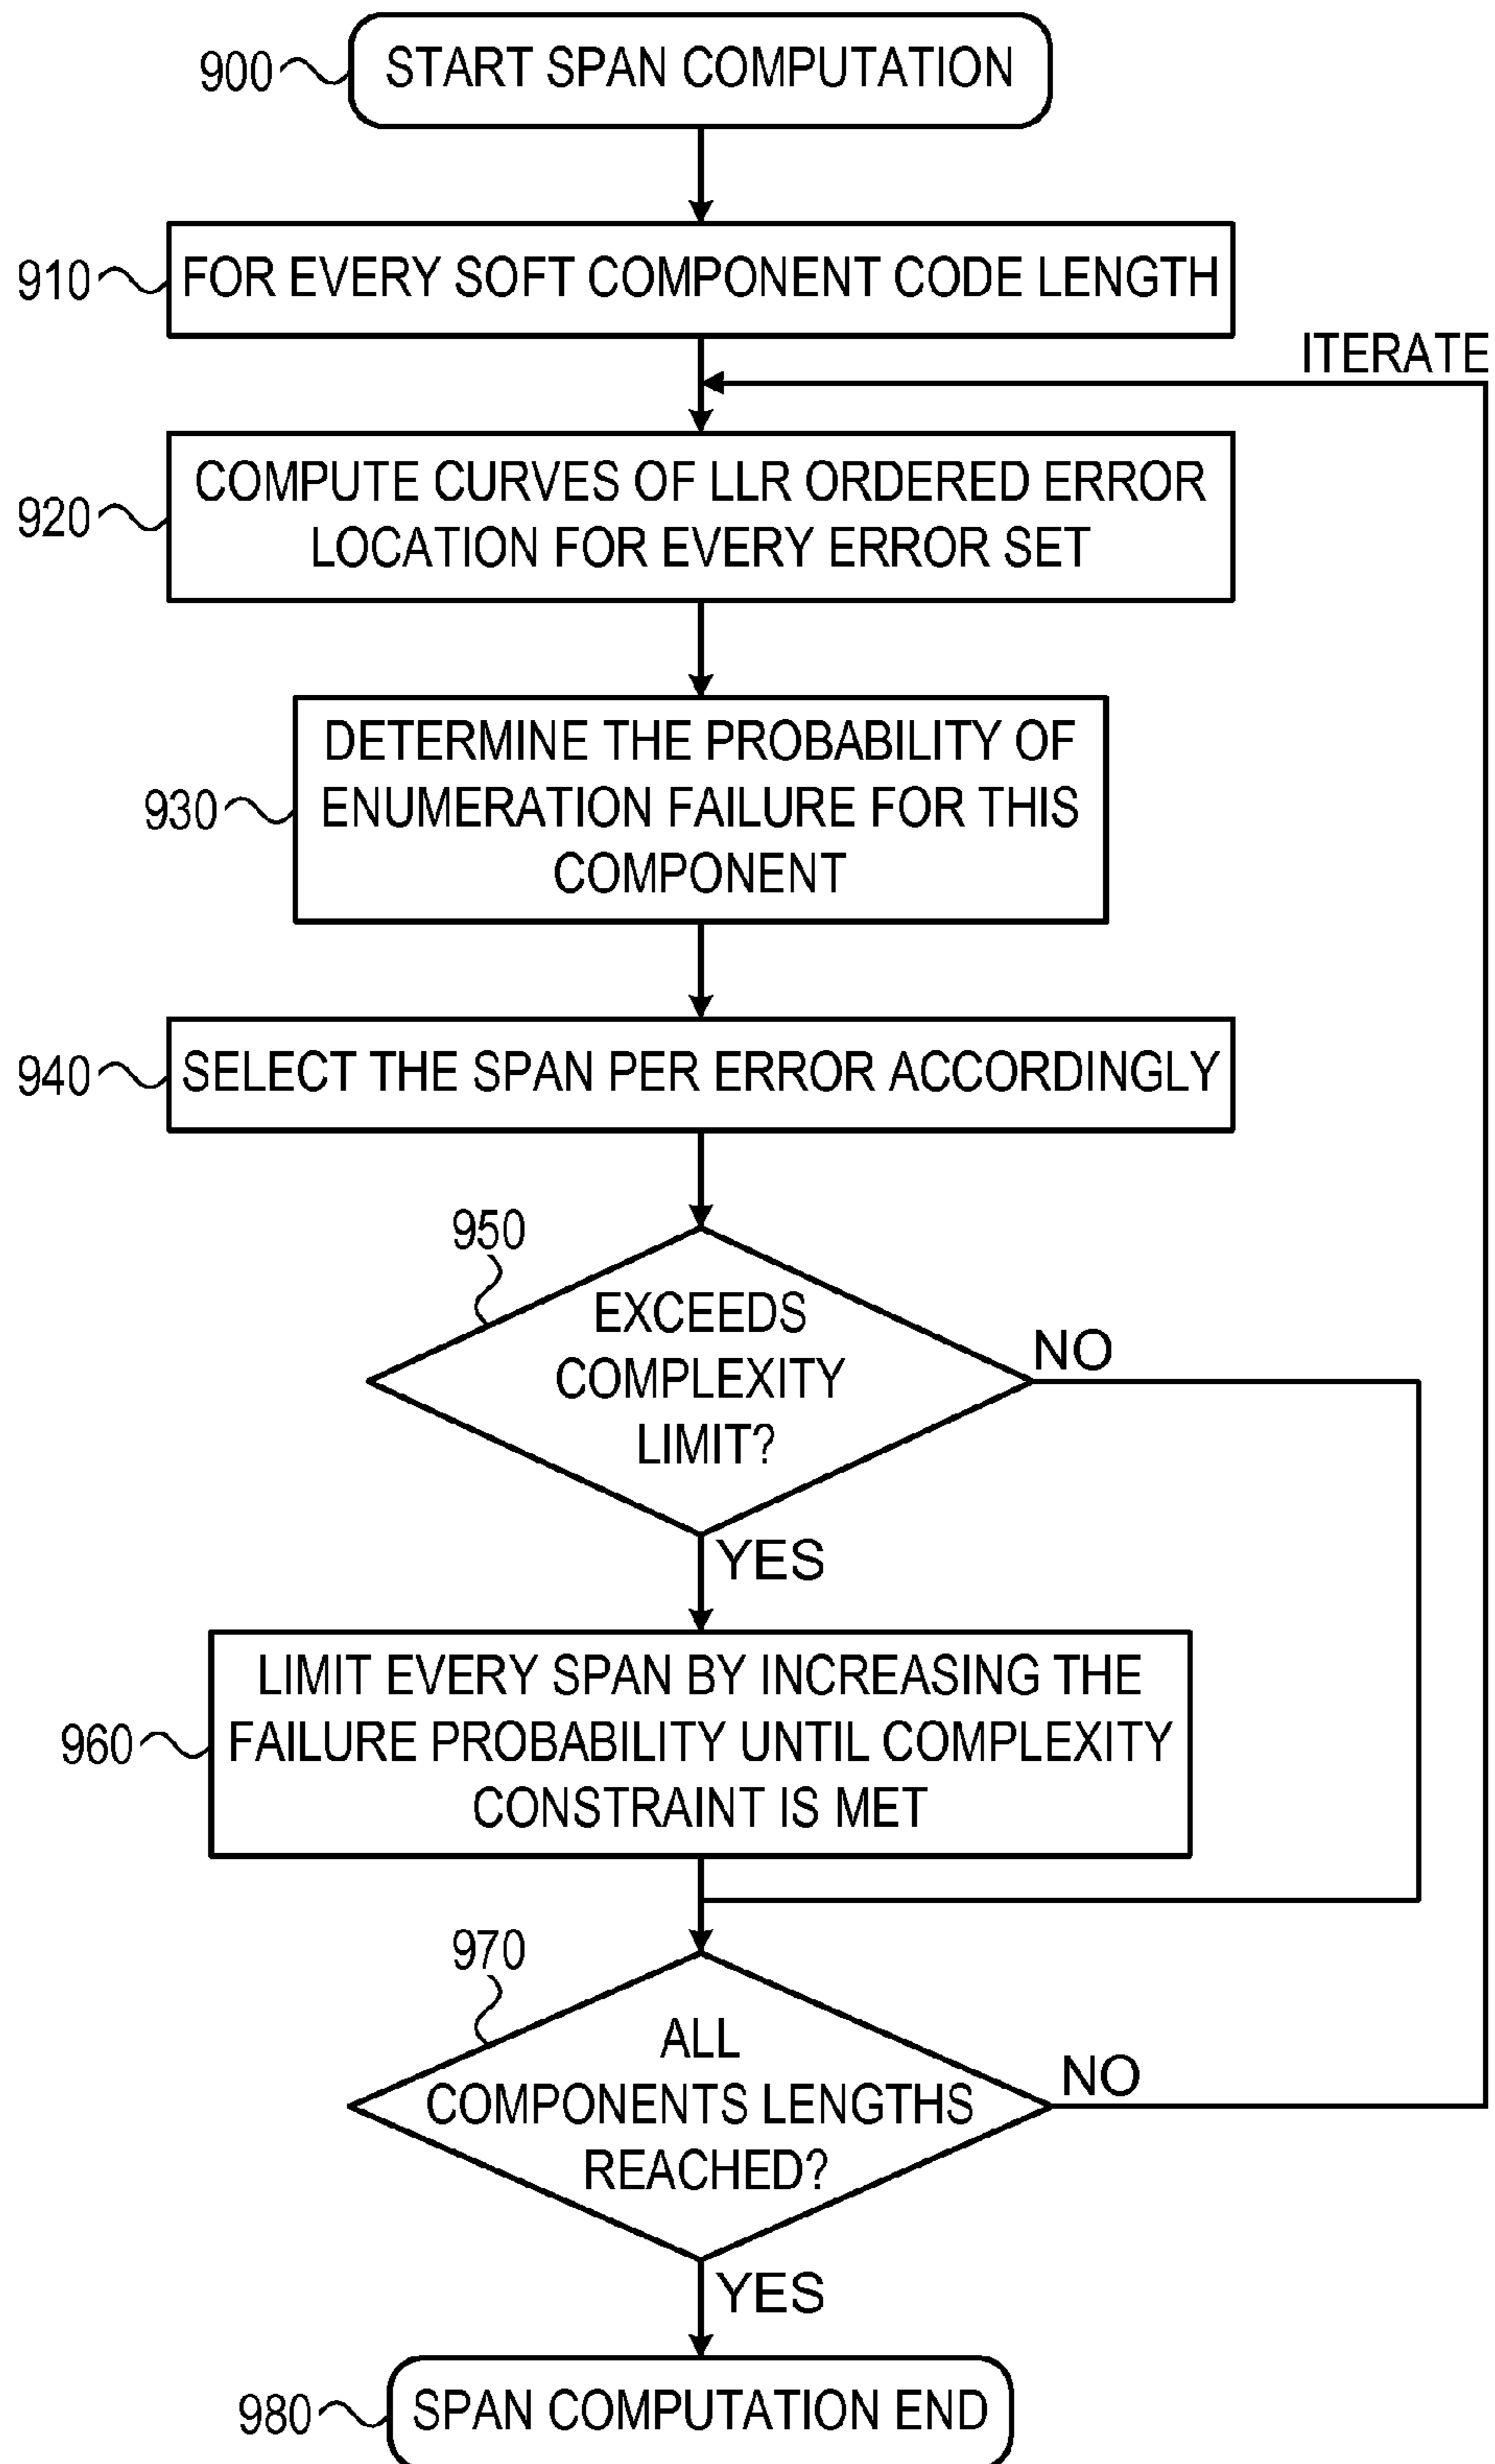 900
START SPAN COMPUTATION
910
FOR EVERY SOFT COMPONENT CODE LENGTH
ITERATE
920
COMPUTE CURVES OF LLR ORDERED ERROR
LOCATION FOR EVERY ERROR SET
930
DETERMINE THE PROBABILITY OF
ENUMERATION FAILURE FOR THIS
COMPONENT
940
SELECT THE SPAN PER ERROR ACCORDINGLY
950
EXCEEDS
COMPLEXITY
LIMIT?
NO
YES
960
LIMIT EVERY SPAN BY INCREASING THE
FAILURE PROBABILITY UNTIL COMPLEXITY
CONSTRAINT IS MET
970
ALL
COMPONENTS LENGTHS
REACHED?
NO
YES
980
SPAN COMPUTATION END